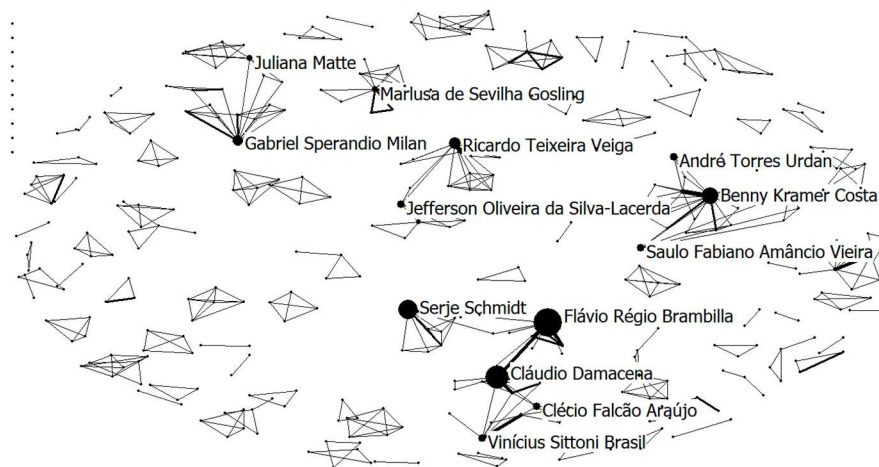 Juliana Matte
Marlusa de Sevilha Gosling
Gabriel Sperandio Milan
Ricardo Teixeira Veiga
André Torres Urdan
Benny Kramer Costa
Jefferson Oliveira da Silva-Lacerda
Saulo Fabiano Amâncio Vieira
Serje Schmidt
Flávio Régio Brambilla
Cláudio Damacena
Clécio Falcão Araújo
Vinícius Sittoni Brasil